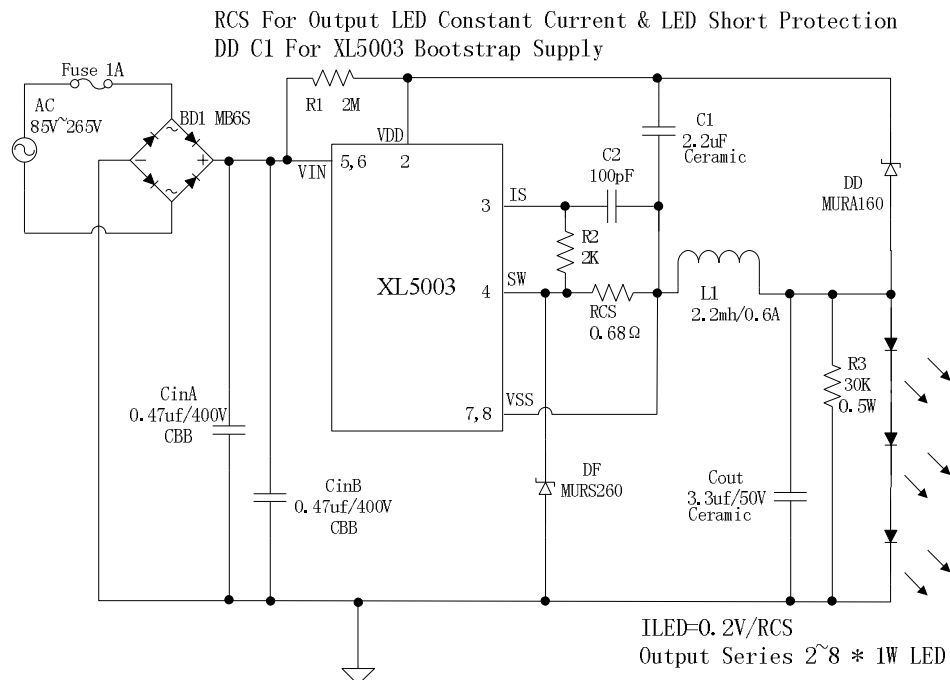 RCS For Output LED Constant Current & LED Short Protection
DD C1 For XL5003 Bootstrap Supply
Fuse 1A
AC
85V~265V
BD1 MB6S
~
~
-
+
R1 2M
VDD
VIN
5,6
2
C1
2.2uF
Ceramic
C2
100pF
IS
3
R2
2K
DD
MURA160
XL5003
SW
4
RCS
0.68Ω
L1
2.2mh/0.6A
R3
30K
0.5W
VSS
7,8
CinA
0.47uf/400V
CBB
CinB
0.47uf/400V
CBB
DF
MURS260
Cout
3.3uf/50V
Ceramic
ILED=0.2V/RCS
Output Series 2~8 * 1W LED